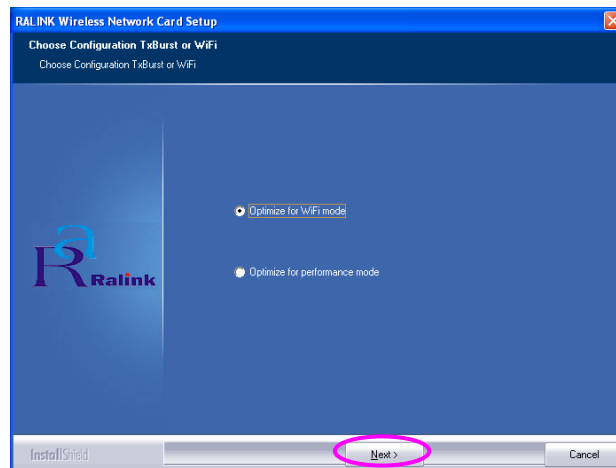 RALINK Wireless Network Card Setup
Choose Configuration TxBurst or WiFi
Choose Configuration TxBurst or WiFi
Optimize for WiFi mode
Optimize for performance mode
Ralink
InstallShield
Next >
Cancel